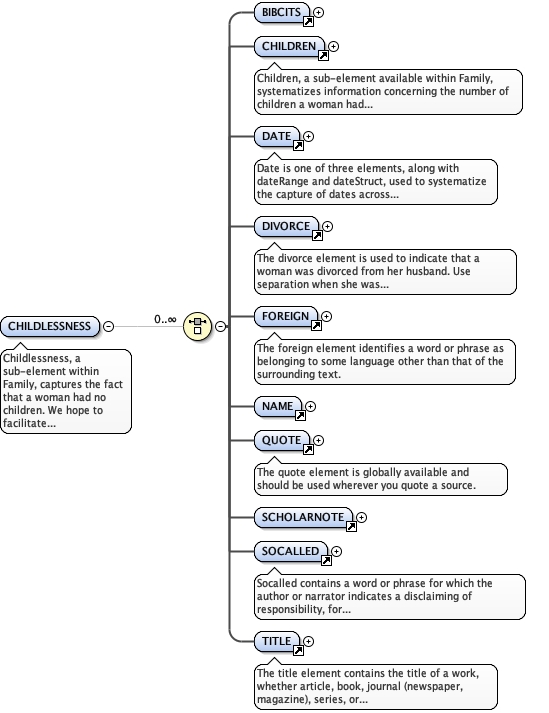 BIBCITS
CHILDREN
Children, a sub-element available within Family,
systematizes information concerning the number of
children a woman had...
DATE
Date is one of three elements, along with
dateRange and dateStruct, used to systematize
the capture of dates across...
DIVORCE
The divorce element is used to indicate that a
woman was divorced from her husband. Use
separation when she was...
0..∞
CHILDLESSNESS
Childlessness, a
sub-element within
Family, captures the fact
that a woman had no
children. We hope to
facilitate...
FOREIGN
The foreign element identifies a word or phrase as
belonging to some language other than that of the
surrounding text.
NAME
QUOTE
The quote element is globally available and
should be used wherever you quote a source.
SCHOLARNOTE
SOCALLED
Socalled contains a word or phrase for which the
author or narrator indicates a disclaiming of
responsibility, for...
TITLE
The title element contains the title of a work,
whether article, book, journal (newspaper,
magazine), series, or...